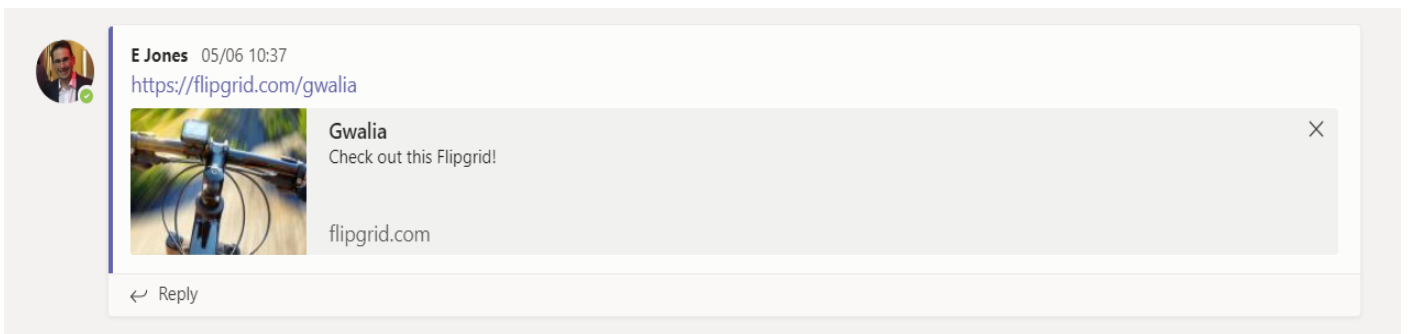 E Jones 05/06 10:37
https://flipgrid.com/gwalia
Gwalia
Check out this Flipgrid!
flipgrid.com
Reply